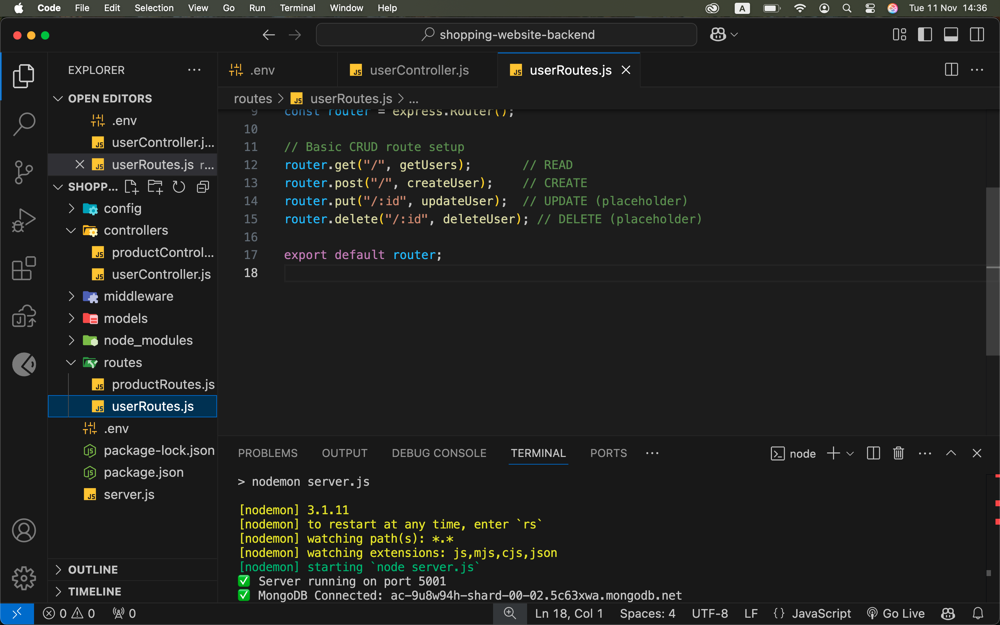 Code File Edit Selection View Go Run Terminal Window Help A Tue 11 Nov 14:36
shopping-website-backend
EXPLORER
OPEN EDITORS
.env
userController.j...
userRoutes.js r...
SHOPP...
config
controllers
productControl...
userController.js
middleware
models
node_modules
routes
productRoutes.js
userRoutes.js
.env
package-lock.json
package.json
server.js
OUTLINE
TIMELINE
.env userController.js userRoutes.js
routes > userRoutes.js > ...
9 const router = express.Router();
10
11 // Basic CRUD route setup
12 router.get("/", getUsers); // READ
13 router.post("/", createUser); // CREATE
14 router.put("/:id", updateUser); // UPDATE (placeholder)
15 router.delete("/:id", deleteUser); // DELETE (placeholder)
16
17 export default router;
18
PROBLEMS OUTPUT DEBUG CONSOLE TERMINAL PORTS ... node
> nodemon server.js
[nodemon] 3.1.11
[nodemon] to restart at any time, enter `rs`
[nodemon] watching path(s): *.*
[nodemon] watching extensions: js,mjs,cjs,json
[nodemon] starting `node server.js`
✅ Server running on port 5001
✅ MongoDB Connected: ac-9u8w94h-shard-00-02.5c63xwa.mongodb.net
0 0 0 Ln 18, Col 1 Spaces: 4 UTF-8 LF {} JavaScript Go Live